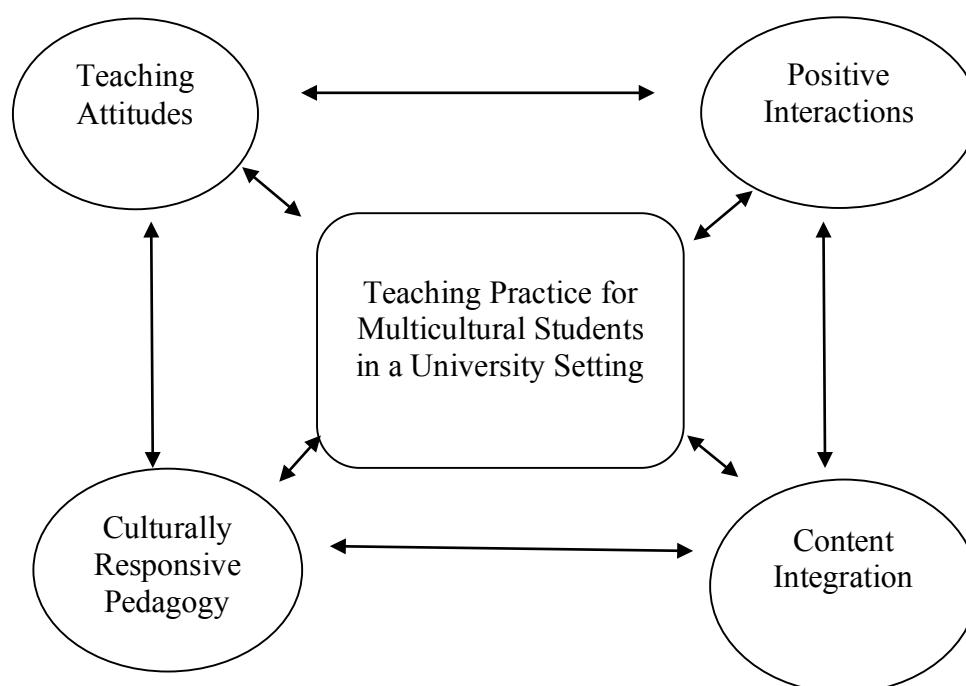 Teaching
Attitudes
Positive
Interactions
Teaching Practice for
Multicultural Students
in a University Setting
Culturally
Responsive
Pedagogy
Content
Integration